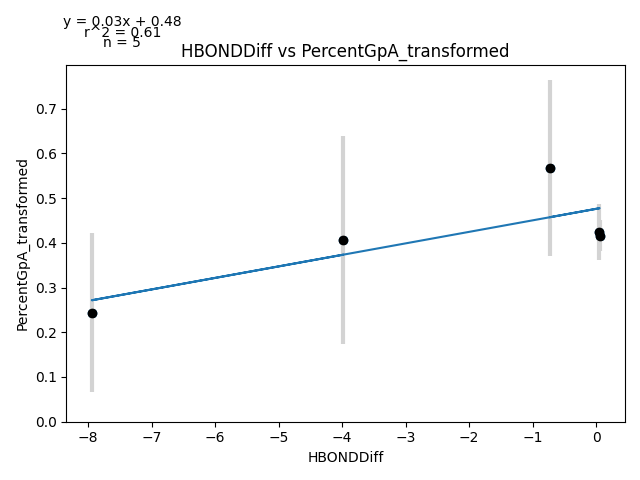 y = 0.03x + 0.48
r^2 = 0.61
n = 5
HBONDDiff vs PercentGpA_transformed
PercentGpA_transformed
0.7
0.6
0.5
0.4
0.3
0.2
0.1
0.0
−8 −7 −6 −5 −4 −3 −2 −1 0
HBONDDiff